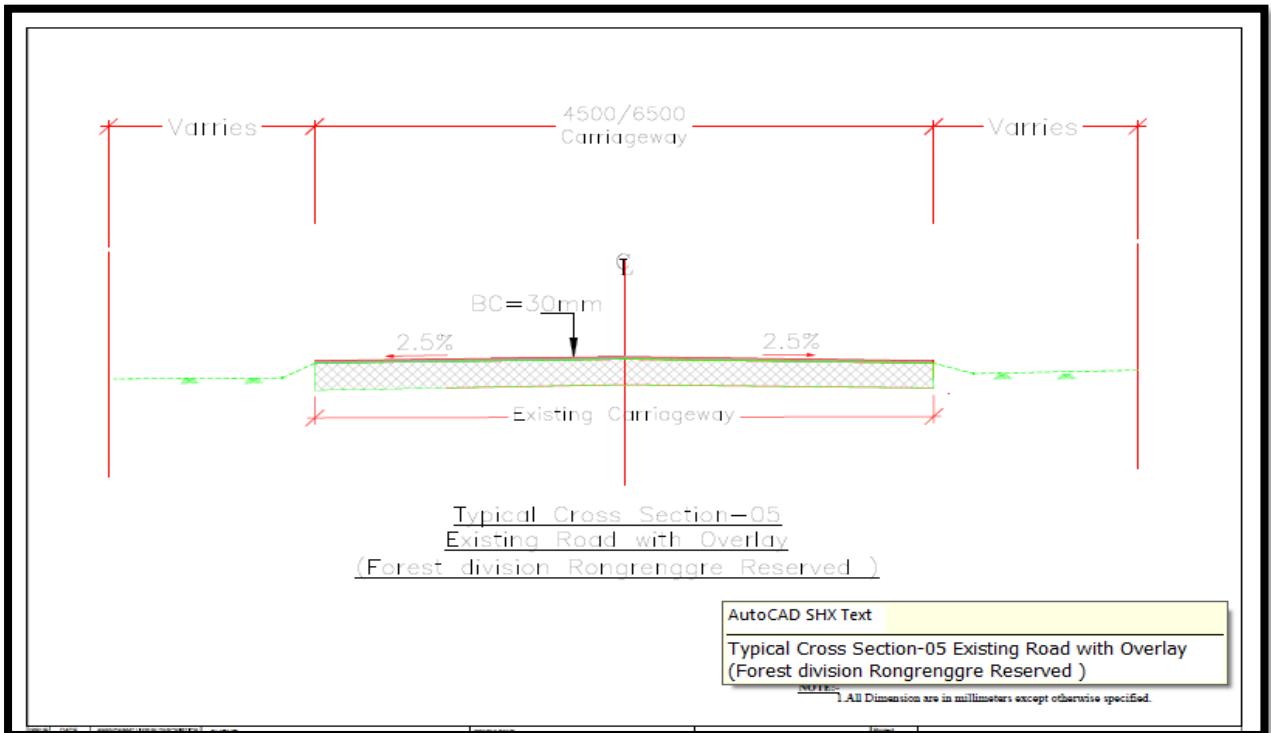 Varries
4500/6500
Carriageway
Varries
BC=30mm
2.5%
2.5%
Existing Carriageway
Typical Cross Section-05
Existing Road with Overlay
(Forest division Rongrenggre Reserved )
AutoCAD SHX Text
Typical Cross Section-05 Existing Road with Overlay
(Forest division Rongrenggre Reserved )
NOTE:-
1.All Dimension are in millimeters except otherwise specified.